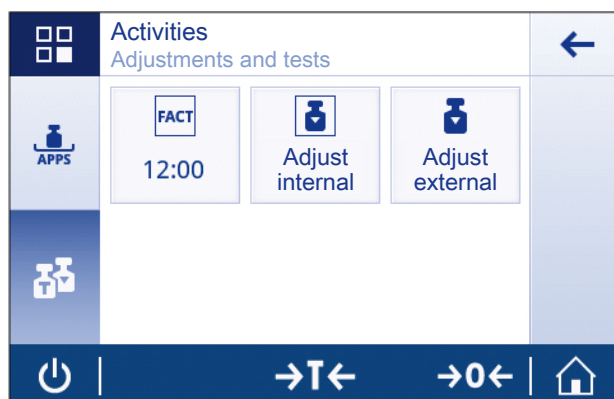 Activities
Adjustments and tests
APPS
FACT
12:00
Adjust
internal
Adjust
external
T
→T←
→0←